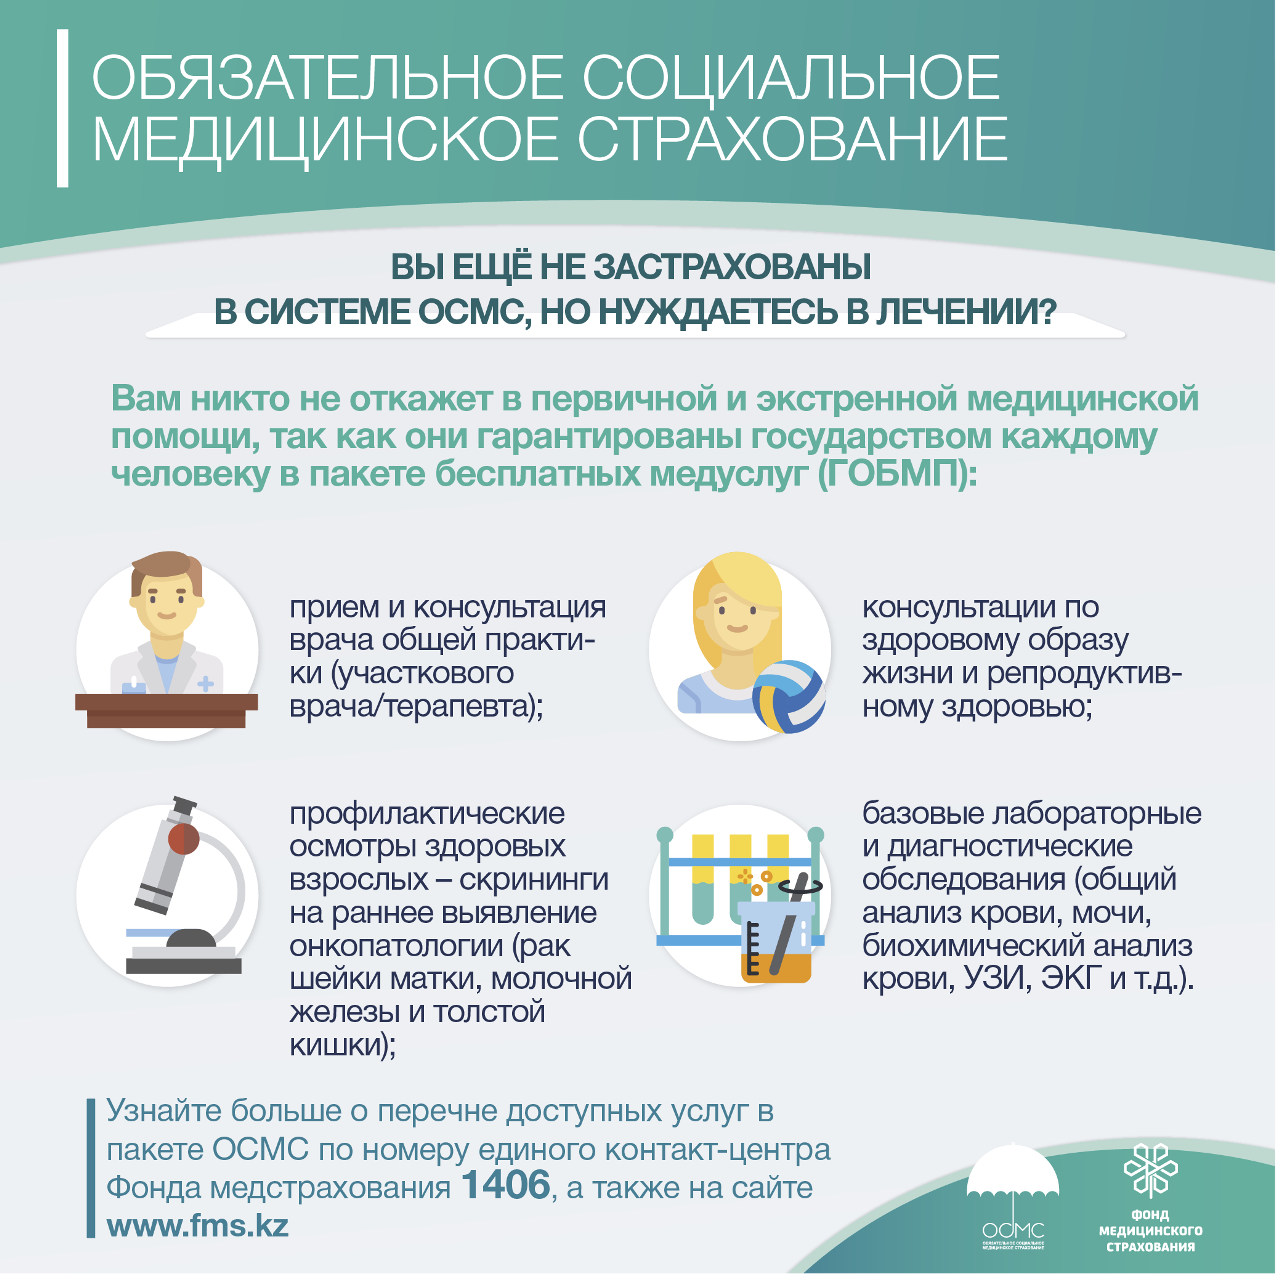 ОБЯЗАТЕЛЬНОЕ СОЦИАЛЬНОЕ
МЕДИЦИНСКОЕ СТРАХОВАНИЕ
ВЫ ЕЩЁ НЕ ЗАСТРАХОВАНЫ
В СИСТЕМЕ ОСМС, НО НУЖДАЕТЕСЬ В ЛЕЧЕНИИ?
Вам никто не откажет в первичной и экстренной медицинской
помощи, так как они гарантированы государством каждому
человеку в пакете бесплатных медуслуг (ГОБМП):
прием и консультация
врача общей практи-
ки (участкового
врача/терапевта);
консультации по
здоровому образу
жизни и репродуктив-
ному здоровью;
профилактические
осмотры здоровых
взрослых – скрининги
на раннее выявление
онкопатологии (рак
шейки матки, молочной
железы и толстой
кишки);
базовые лабораторные
и диагностические
обследования (общий
анализ крови, мочи,
биохимический анализ
крови, УЗИ, ЭКГ и т.д.).
Узнайте больше о перечне доступных услуг в
пакете ОСМС по номеру единого контакт-центра
Фонда медстрахования 1406, а также на сайте
www.fms.kz
ОСМС
ОБЯЗАТЕЛЬНОЕ СОЦИАЛЬНОЕ
МЕДИЦИНСКОЕ СТРАХОВАНИЕ
ФОНД
МЕДИЦИНСКОГО
СТРАХОВАНИЯ